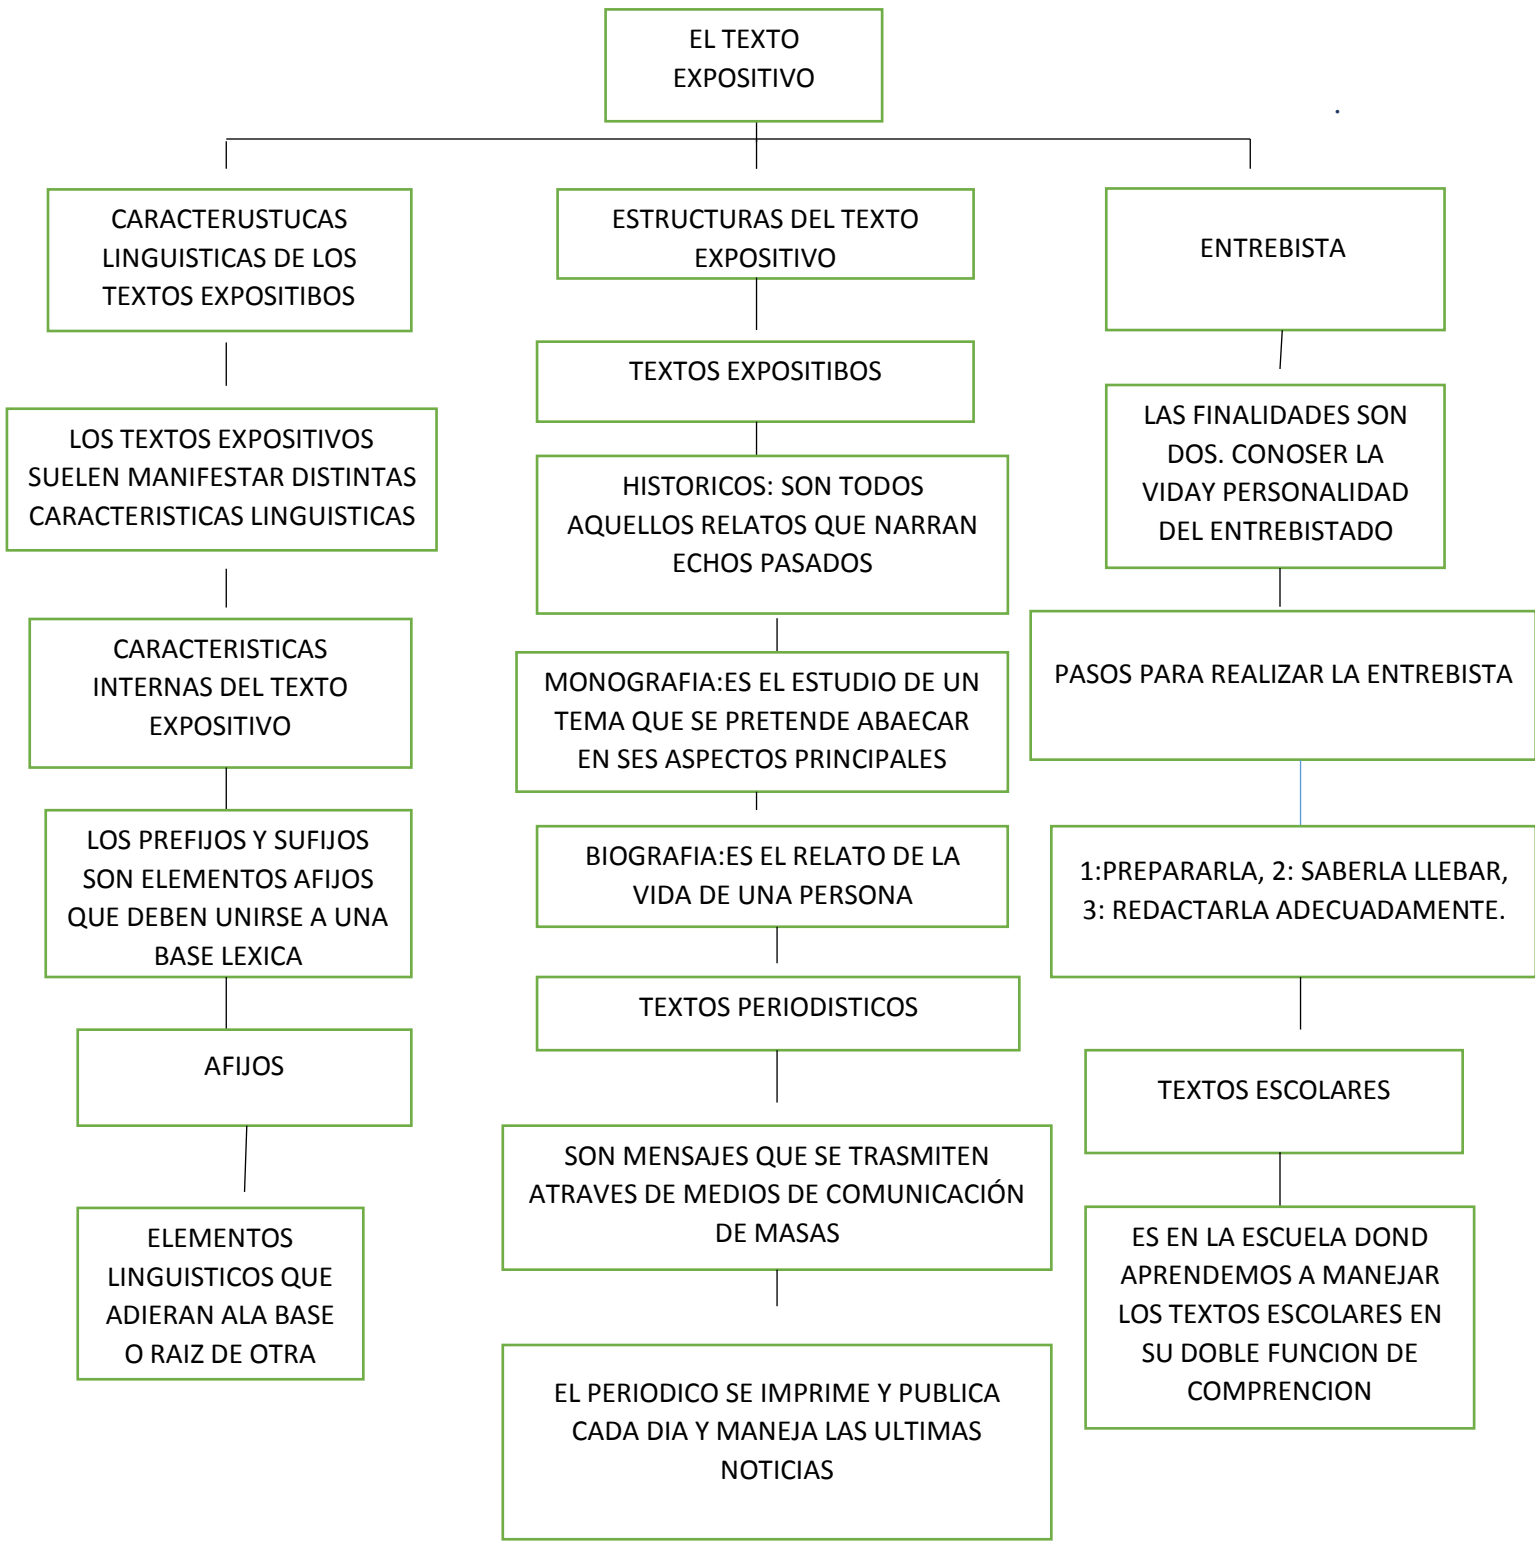 EL TEXTO
EXPOSITIVO
CARACTERUSTUCAS
LINGUISTICAS DE LOS
TEXTOS EXPOSITIBOS
LOS TEXTOS EXPOSITIVOS
SUELEN MANIFESTAR DISTINTAS
CARACTERISTICAS LINGUISTICAS
CARACTERISTICAS
INTERNAS DEL TEXTO
EXPOSITIVO
LOS PREFIJOS Y SUFIJOS
SON ELEMENTOS AFIJOS
QUE DEBEN UNIRSE A UNA
BASE LEXICA
AFIJOS
ELEMENTOS
LINGUISTICOS QUE
ADIERAN ALA BASE
O RAIZ DE OTRA
ESTRUCTURAS DEL TEXTO
EXPOSITIVO
TEXTOS EXPOSITIBOS
HISTORICOS: SON TODOS
AQUELLOS RELATOS QUE NARRAN
ECHOS PASADOS
MONOGRAFIA:ES EL ESTUDIO DE UN
TEMA QUE SE PRETENDE ABAECAR
EN SES ASPECTOS PRINCIPALES
BIOGRAFIA:ES EL RELATO DE LA
VIDA DE UNA PERSONA
TEXTOS PERIODISTICOS
SON MENSAJES QUE SE TRASMITEN
ATRAVES DE MEDIOS DE COMUNICACIÓN
DE MASAS
EL PERIODICO SE IMPRIME Y PUBLICA
CADA DIA Y MANEJA LAS ULTIMAS
NOTICIAS
ENTREBISTA
LAS FINALIDADES SON
DOS. CONOSER LA
VIDAY PERSONALIDAD
DEL ENTREBISTADO
PASOS PARA REALIZAR LA ENTREBISTA
1:PREPARARLA, 2: SABERLA LLEBAR,
3: REDACTARLA ADECUADAMENTE.
TEXTOS ESCOLARES
ES EN LA ESCUELA DOND
APRENDEMOS A MANEJAR
LOS TEXTOS ESCOLARES EN
SU DOBLE FUNCION DE
COMPRENCION